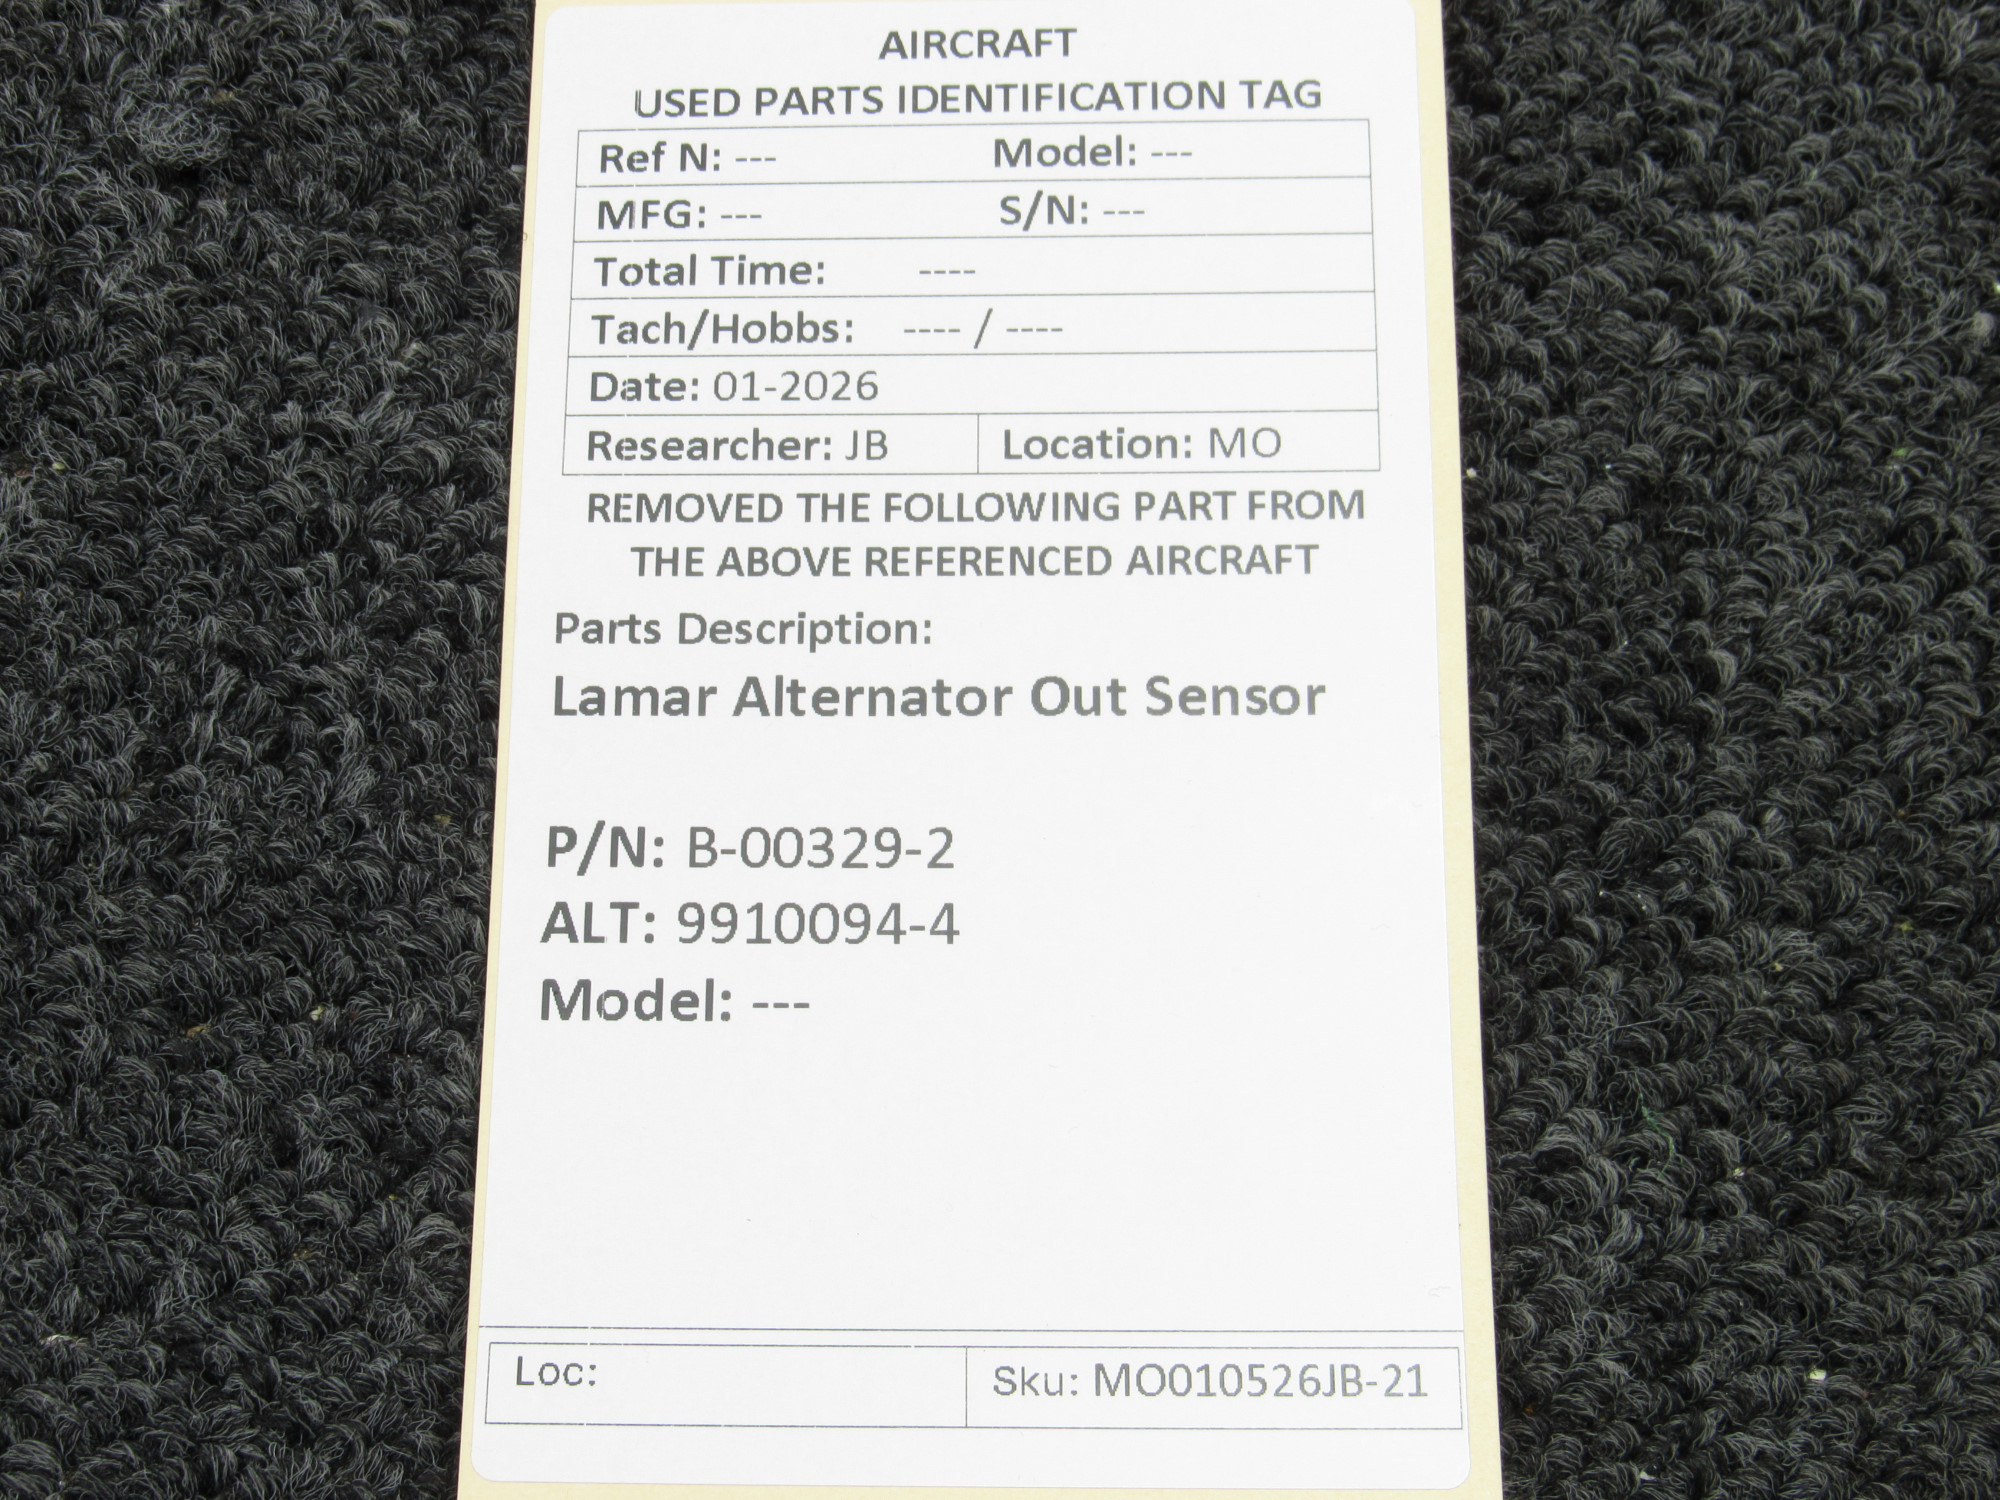 AIRCRAFT
USED PARTS IDENTIFICATION TAG
Ref N: --- Model: ---
MFG: --- S/N: ---
Total Time: ----
Tach/Hobbs: ---- / ----
Date: 01-2026
Researcher: JB Location: MO
REMOVED THE FOLLOWING PART FROM
THE ABOVE REFERENCED AIRCRAFT
Parts Description:
Lamar Alternator Out Sensor
P/N: B-00329-2
ALT: 9910094-4
Model: ---
Loc: Sku: MO010526JB-21